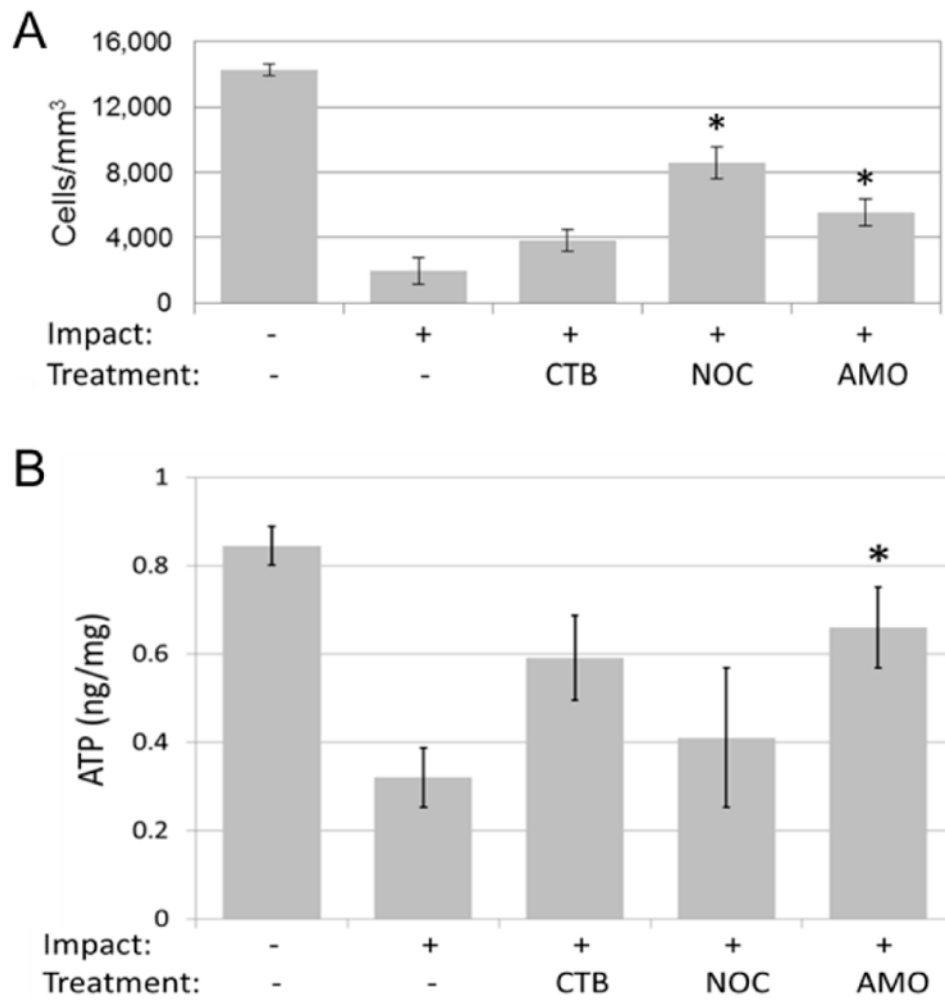 A
16,000
12,000
8,000
4,000
0
Cells/mm³
*
*
Impact: - + + + +
Treatment: - - CTB NOC AMO
B
1
0.8
0.6
0.4
0.2
0
ATP (ng/mg)
*
Impact: - + + + +
Treatment: - - CTB NOC AMO